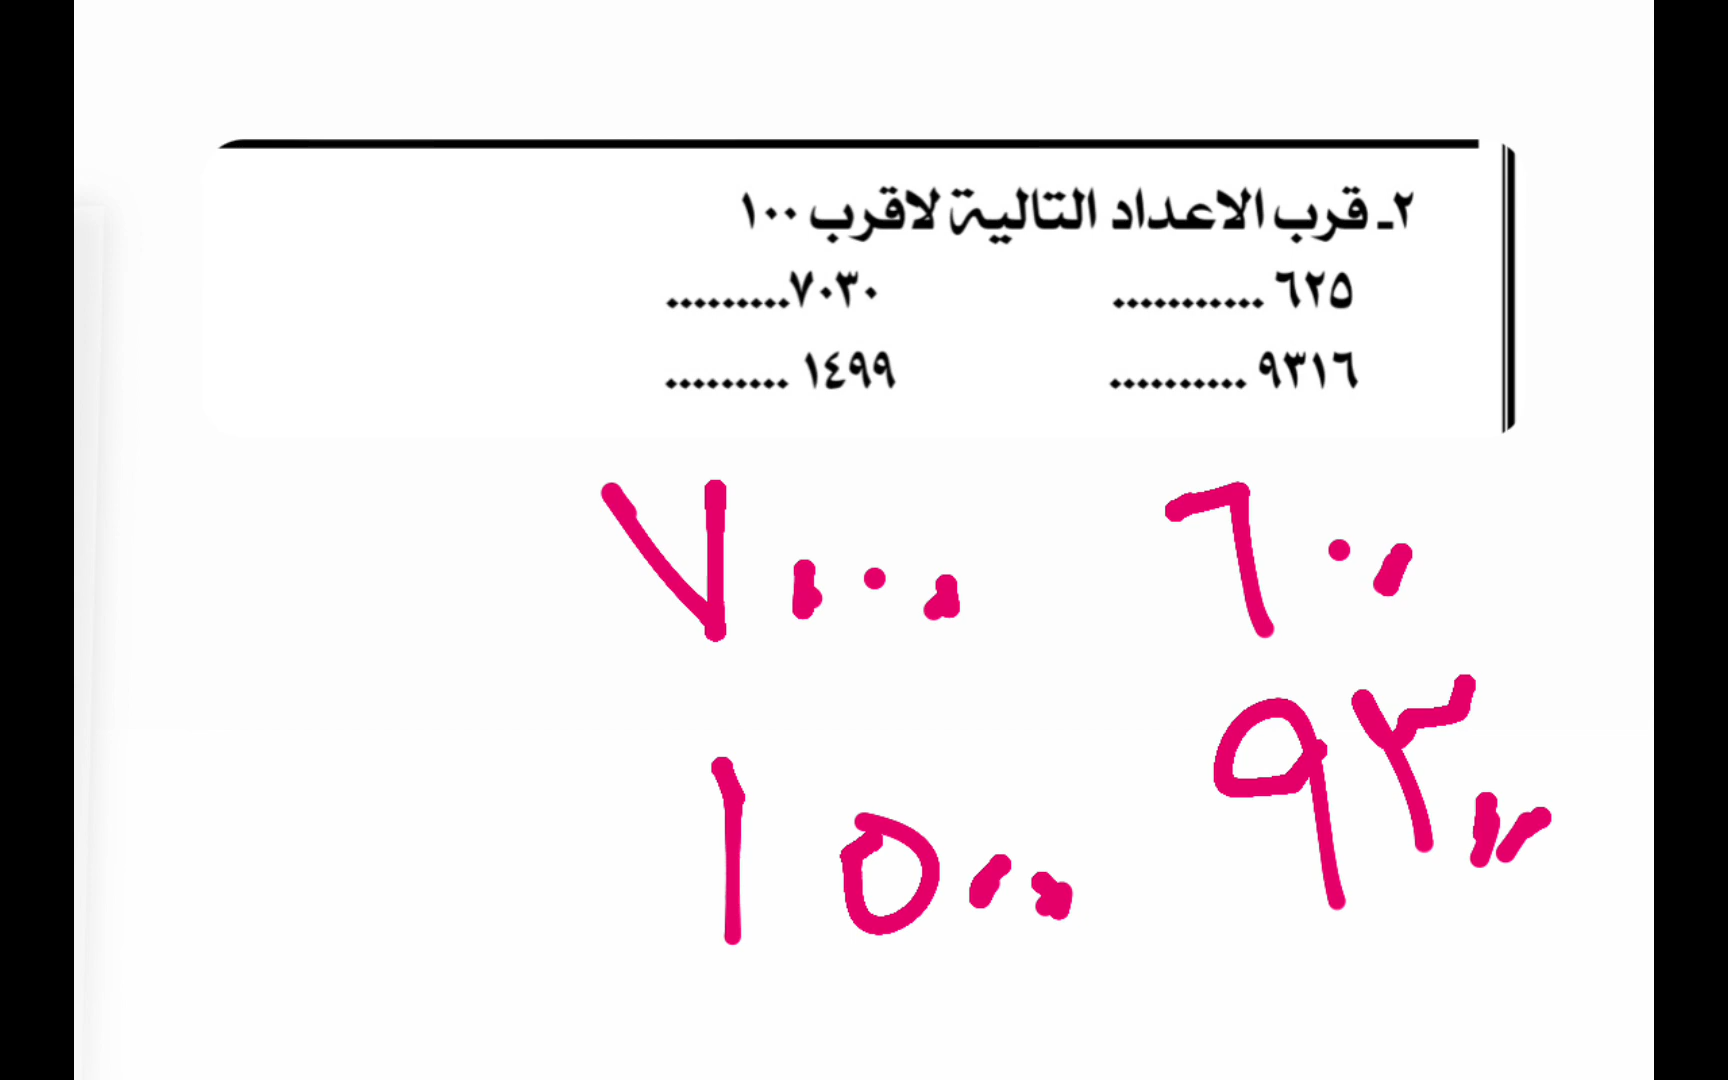 ٢ـ قرب الاعداد التالية لاقرب ١٠٠
٦٢٥ ........... ٧٠٣٠.........
٩٣١٦ .......... ١٤٩٩ .........
٦٠٠ ٧٠٠٠
٩٣٠٠ ١٥٠٠